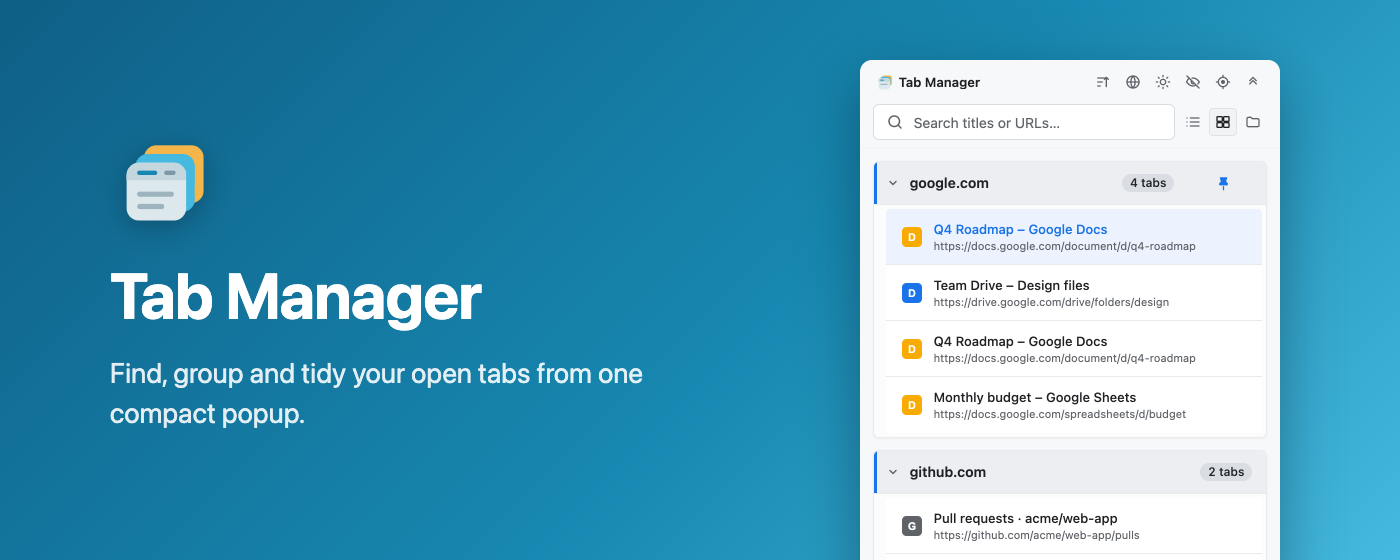 Tab Manager
Find, group and tidy your open tabs from one
compact popup.
Tab Manager
Search titles or URLs...
google.com
4 tabs
D
Q4 Roadmap – Google Docs
https://docs.google.com/document/d/q4-roadmap
D
Team Drive – Design files
https://drive.google.com/drive/folders/design
D
Q4 Roadmap – Google Docs
https://docs.google.com/document/d/q4-roadmap
D
Monthly budget – Google Sheets
https://docs.google.com/spreadsheets/d/budget
github.com
2 tabs
G
Pull requests · acme/web-app
https://github.com/acme/web-app/pulls